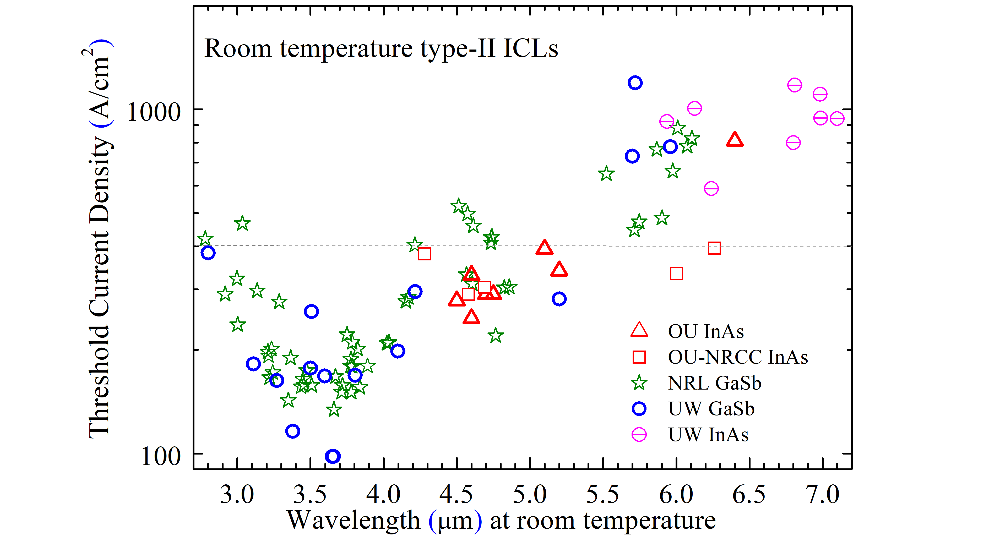 Room temperature type-II ICLs
Threshold Current Density (A/cm²)
1000
100
OU InAs
OU-NRCC InAs
NRL GaSb
UW GaSb
UW InAs
3.0 3.5 4.0 4.5 5.0 5.5 6.0 6.5 7.0
Wavelength (μm) at room temperature